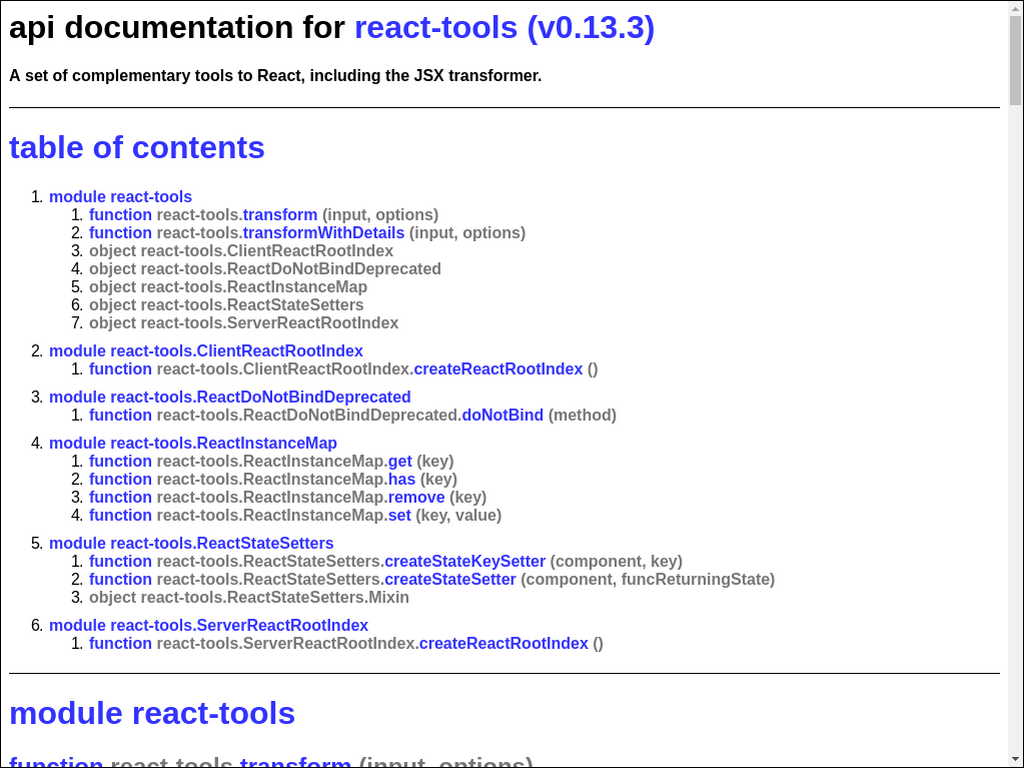 api documentation for react-tools (v0.13.3)
A set of complementary tools to React, including the JSX transformer.
table of contents
1. module react-tools
1. function react-tools.transform (input, options)
2. function react-tools.transformWithDetails (input, options)
3. object react-tools.ClientReactRootIndex
4. object react-tools.ReactDoNotBindDeprecated
5. object react-tools.ReactInstanceMap
6. object react-tools.ReactStateSetters
7. object react-tools.ServerReactRootIndex
2. module react-tools.ClientReactRootIndex
1. function react-tools.ClientReactRootIndex.createReactRootIndex ()
3. module react-tools.ReactDoNotBindDeprecated
1. function react-tools.ReactDoNotBindDeprecated.doNotBind (method)
4. module react-tools.ReactInstanceMap
1. function react-tools.ReactInstanceMap.get (key)
2. function react-tools.ReactInstanceMap.has (key)
3. function react-tools.ReactInstanceMap.remove (key)
4. function react-tools.ReactInstanceMap.set (key, value)
5. module react-tools.ReactStateSetters
1. function react-tools.ReactStateSetters.createStateKeySetter (component, key)
2. function react-tools.ReactStateSetters.createStateSetter (component, funcReturningState)
3. object react-tools.ReactStateSetters.Mixin
6. module react-tools.ServerReactRootIndex
1. function react-tools.ServerReactRootIndex.createReactRootIndex ()
module react-tools
function react-tools.transform (input, options)